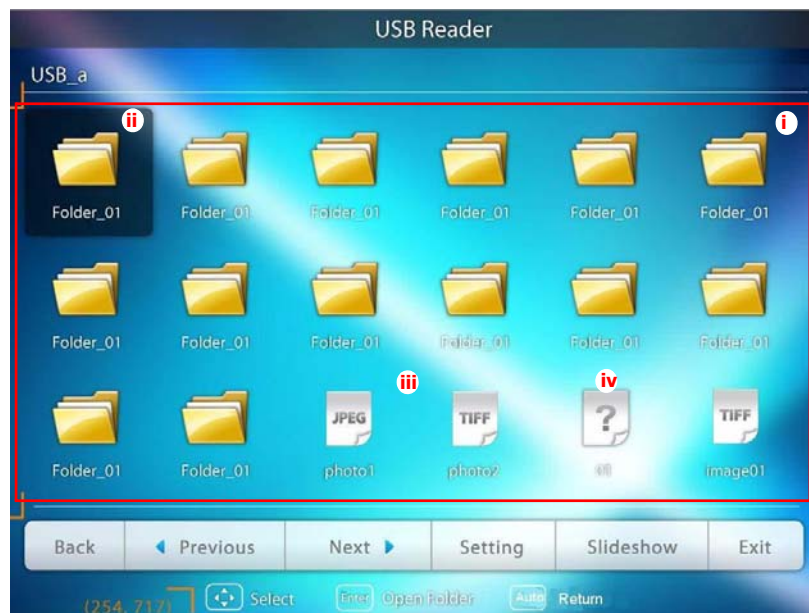 USB Reader
USB_a
ii i
Folder_01 Folder_01 Folder_01 Folder_01 Folder_01 Folder_01
Folder_01 Folder_01 Folder_01 Folder_01 Folder_01 Folder_01
iii iv
JPEG TIFF ? TIFF
Folder_01 Folder_01 photo1 photo2 image01
Back Previous Next Setting Slideshow Exit
(254, 717) Select Enter Open Folder Auto Return